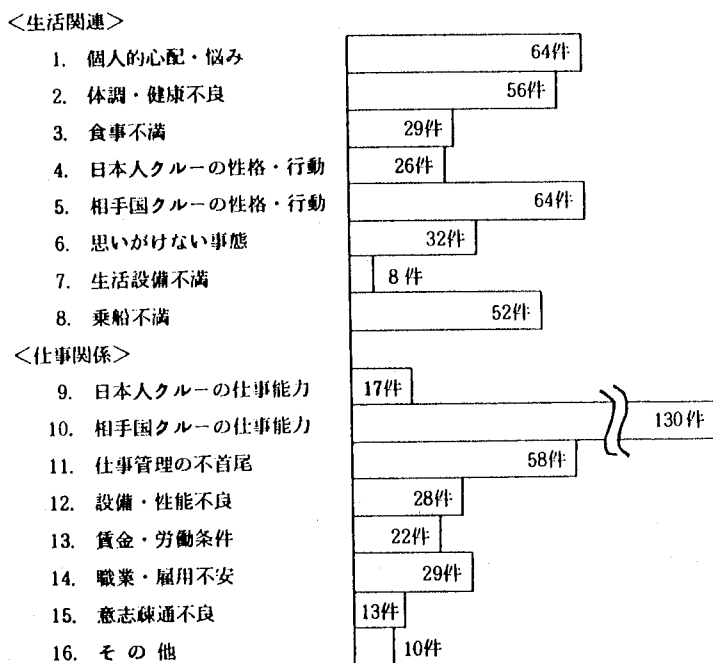 ＜生活関連＞
1. 個人的心配・悩み 64件
2. 体調・健康不良 56件
3. 食事不満 29件
4. 日本人クルーの性格・行動 26件
5. 相手国クルーの性格・行動 64件
6. 思いがけない事態 32件
7. 生活設備不満 8件
8. 乗船不満 52件
＜仕事関係＞
9. 日本人クルーの仕事能力 17件
10. 相手国クルーの仕事能力 130件
11. 仕事管理の不首尾 58件
12. 設備・性能不良 28件
13. 賃金・労働条件 22件
14. 職業・雇用不安 29件
15. 意志疎通不良 13件
16. その他 10件